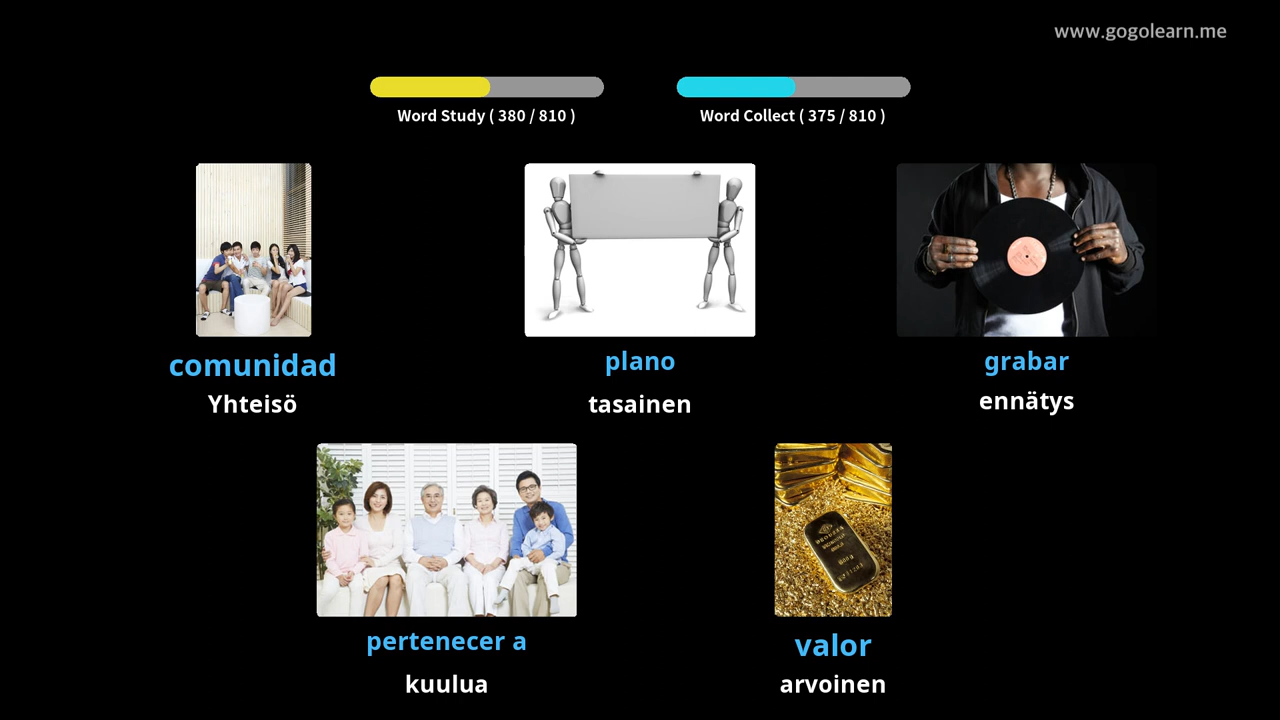 www.gogolearn.me
Word Study ( 380 / 810 )
Word Collect ( 375 / 810 )
comunidad
Yhteisö
plano
tasainen
grabar
ennätys
pertenecer a
kuulua
valor
arvoinen